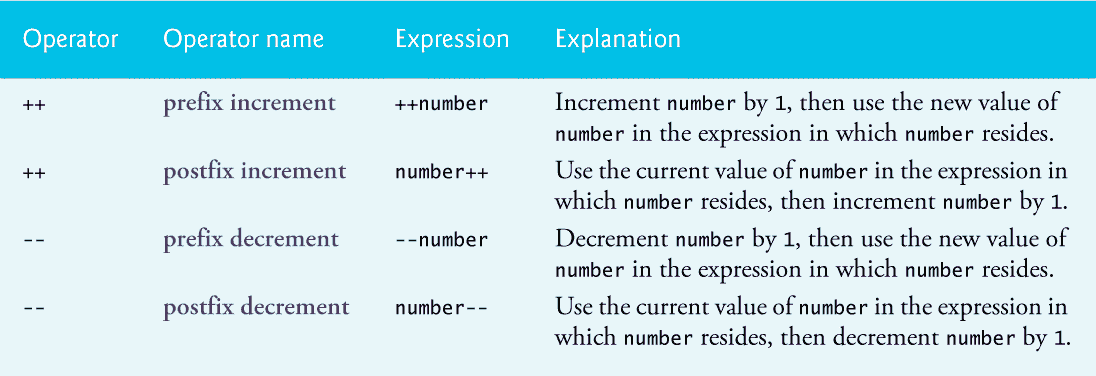 Operator Operator name Expression Explanation
++ prefix increment ++number Increment number by 1, then use the new value of
number in the expression in which number resides.
++ postfix increment number++ Use the current value of number in the expression in
which number resides, then increment number by 1.
-- prefix decrement --number Decrement number by 1, then use the new value of
number in the expression in which number resides.
-- postfix decrement number-- Use the current value of number in the expression in
which number resides, then decrement number by 1.